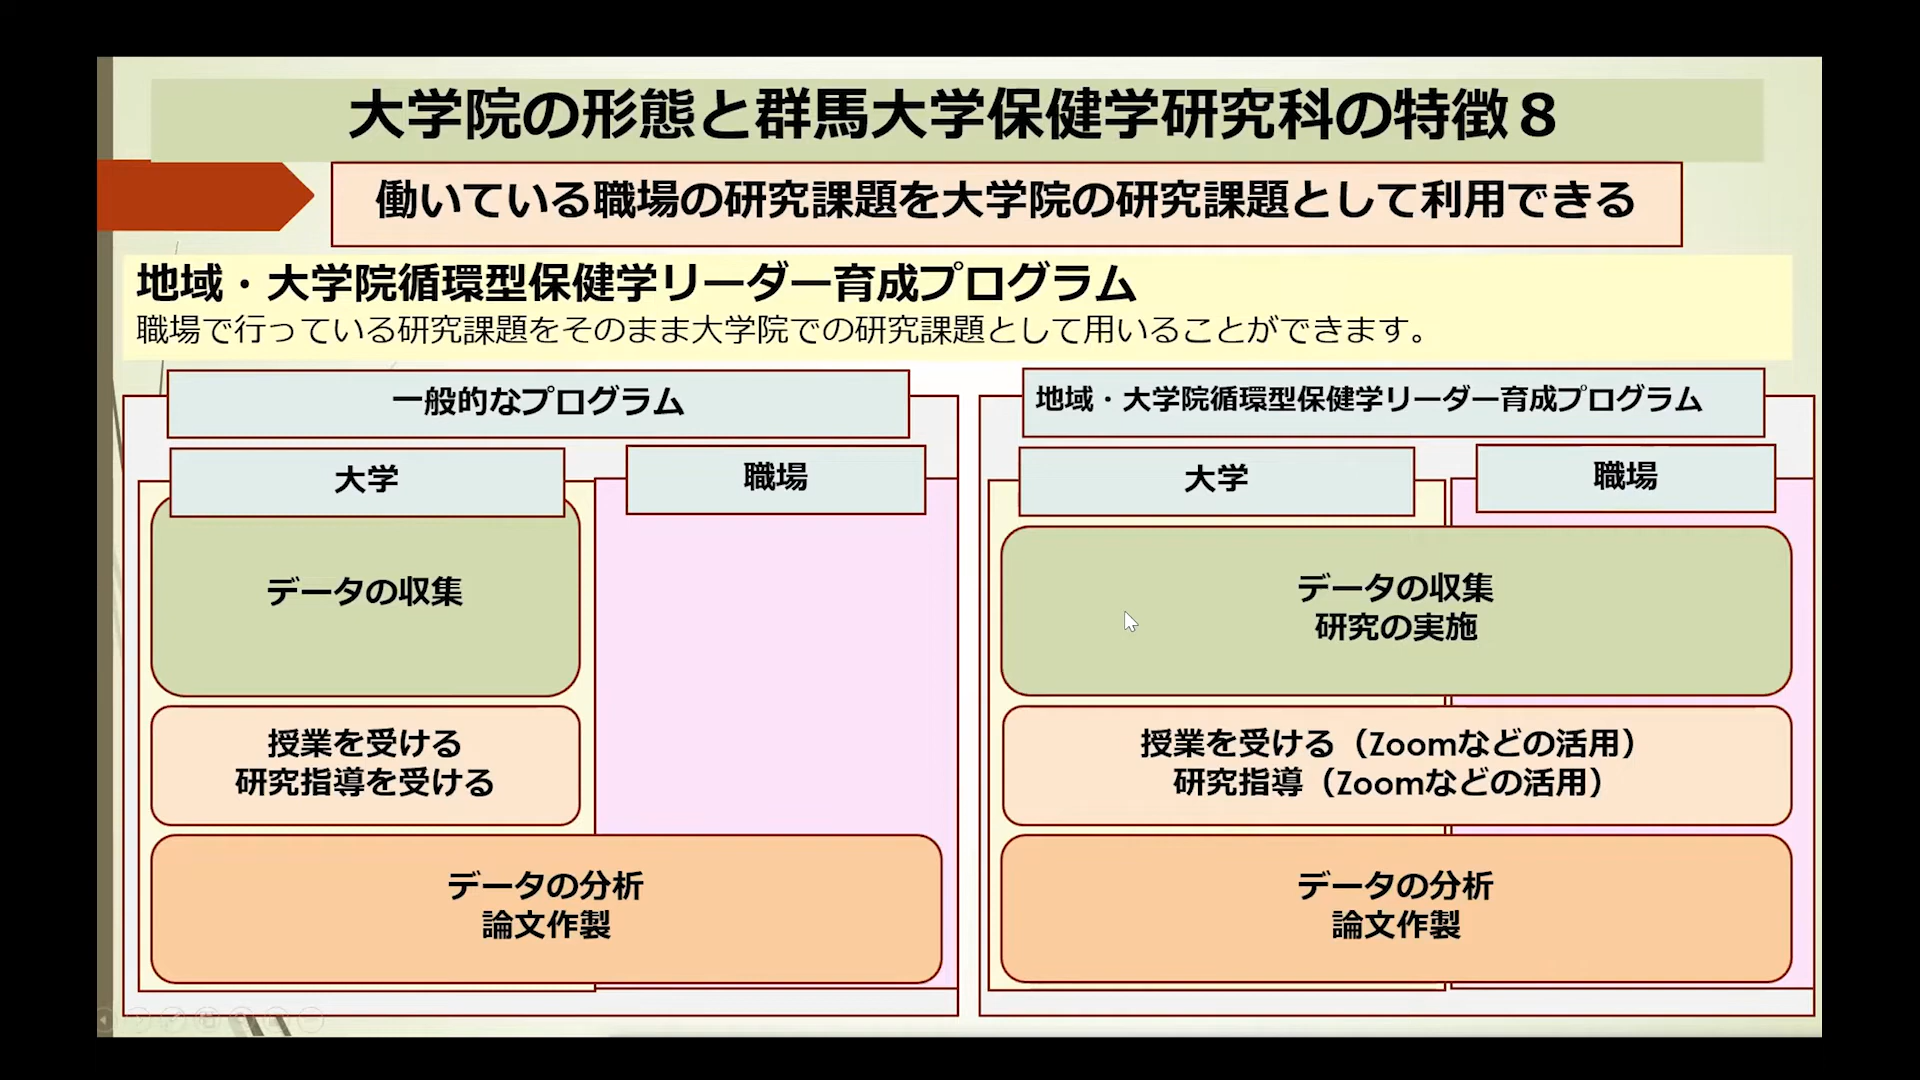 大学院の形態と群馬大学保健学研究科の特徴８
働いている職場の研究課題を大学院の研究課題として利用できる
地域・大学院循環型保健学リーダー育成プログラム
職場で行っている研究課題をそのまま大学院での研究課題として用いることができます。
一般的なプログラム
大学
職場
データの収集
授業を受ける
研究指導を受ける
データの分析
論文作製
地域・大学院循環型保健学リーダー育成プログラム
大学
職場
データの収集
研究の実施
授業を受ける（Zoomなどの活用）
研究指導（Zoomなどの活用）
データの分析
論文作製